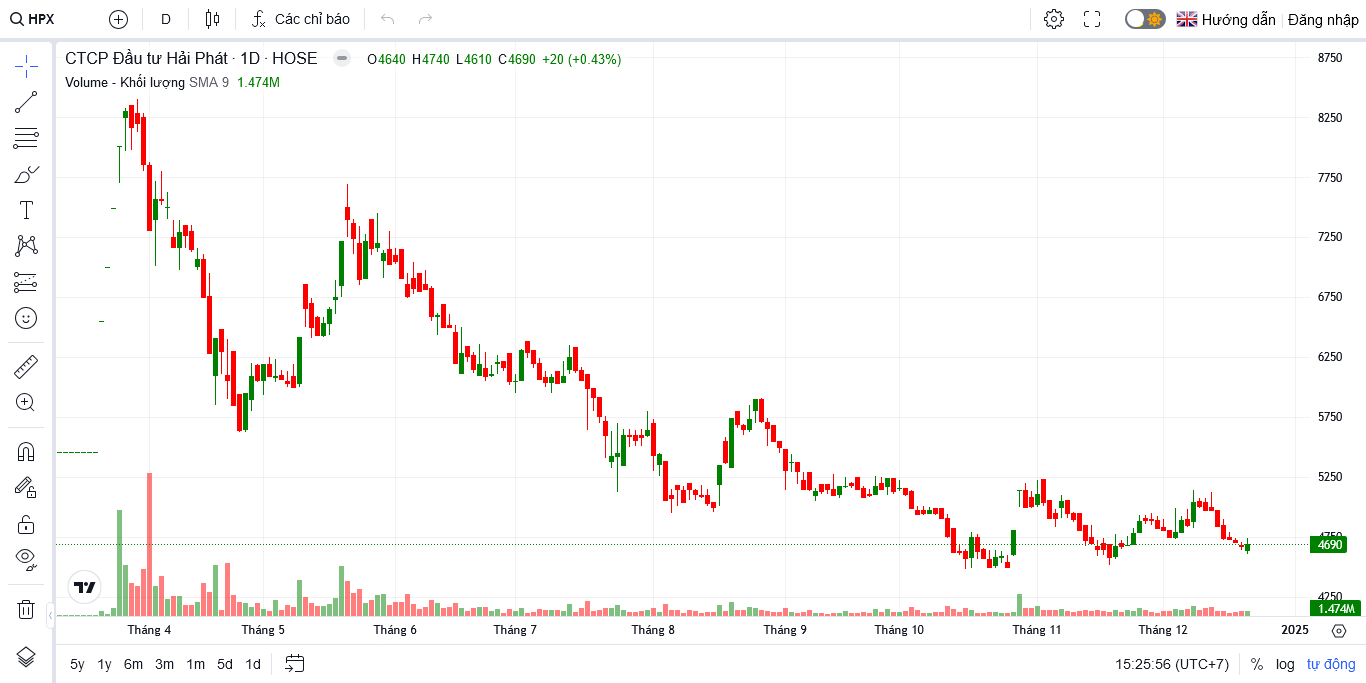 HPX D Các chỉ báo Hướng dẫn Đăng nhập
CTCP Đầu tư Hải Phát · 1D · HOSE O4640 H4740 L4610 C4690 +20 (+0.43%)
Volume - Khối lượng SMA 9 1.474M
8750
8250
7750
7250
6750
6250
5750
5250
4750
4690
4250
1.474M
Tháng 4 Tháng 5 Tháng 6 Tháng 7 Tháng 8 Tháng 9 Tháng 10 Tháng 11 Tháng 12 2025
5y 1y 6m 3m 1m 5d 1d 15:25:56 (UTC+7) % log tự động